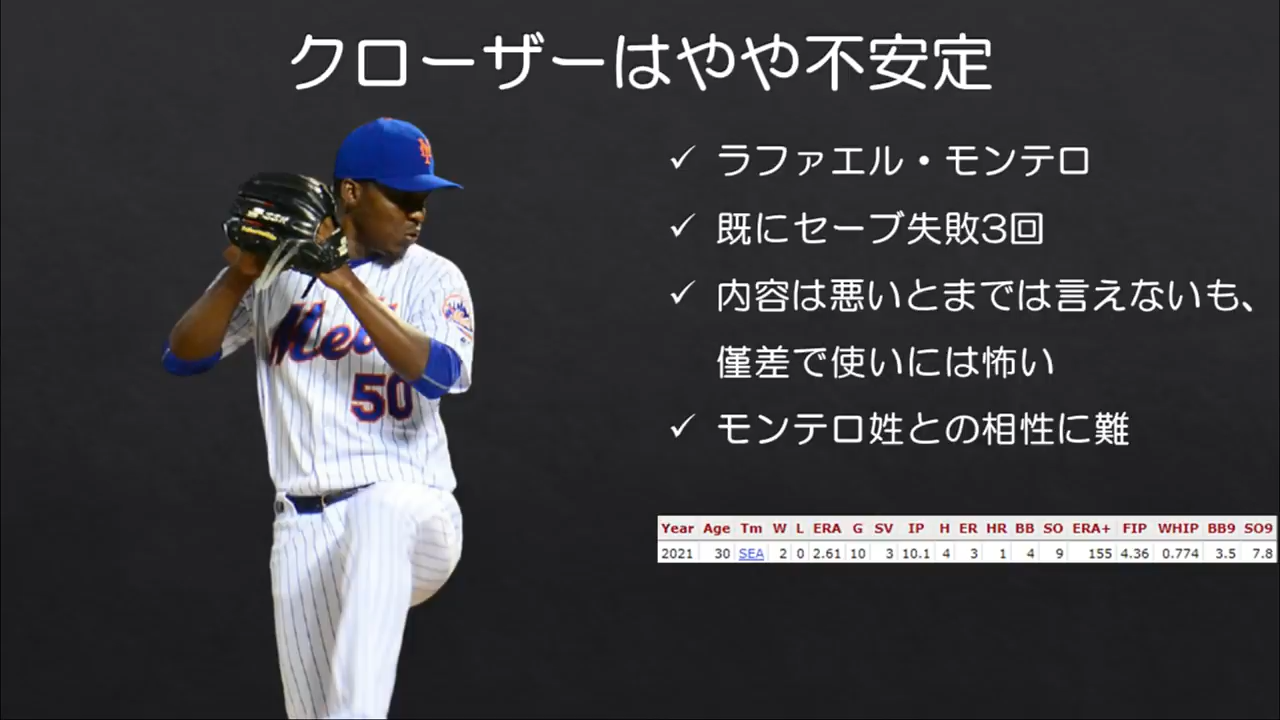 クローザーはやや不安定
✓ ラファエル・モンテロ
✓ 既にセーブ失敗3回
✓ 内容は悪いとまでは言えないも、
僅差で使いには怖い
✓ モンテロ姓との相性に難
Mets
50
Year Age Tm W L ERA G SV IP H ER HR BB SO ERA+ FIP WHIP BB9 SO9
2021 30 SEA 2 0 2.61 10 3 10.1 4 3 1 4 9 155 4.36 0.774 3.5 7.8